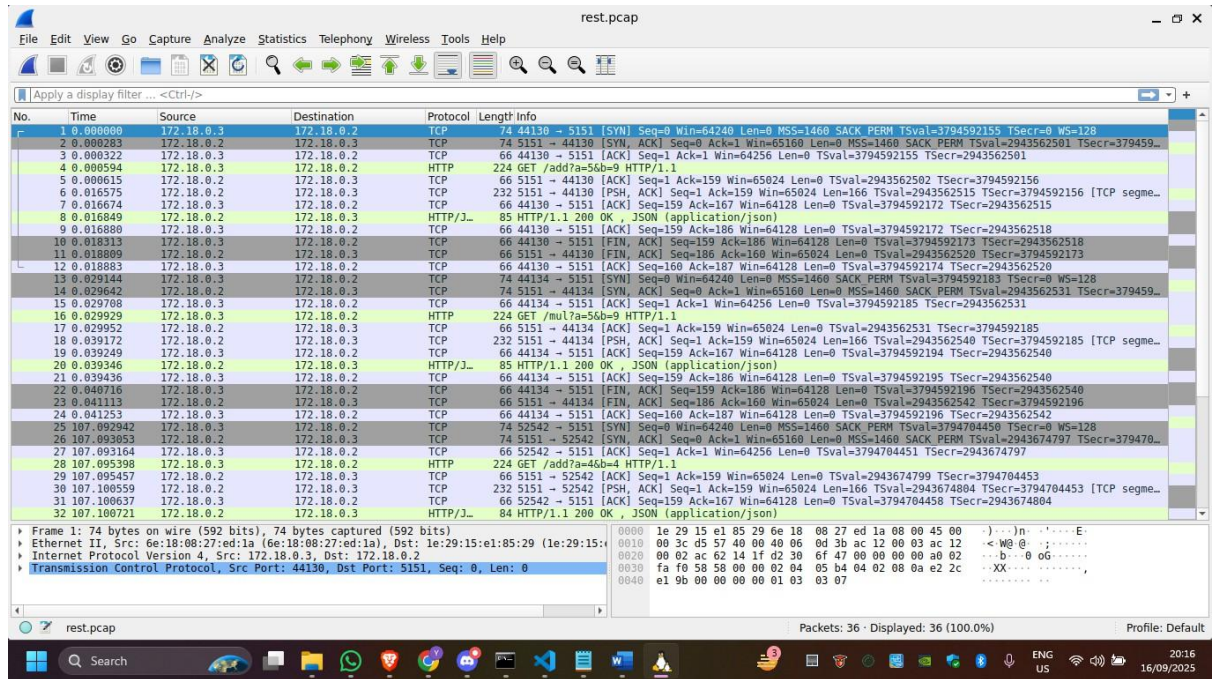 rest.pcap
File Edit View Go Capture Analyze Statistics Telephony Wireless Tools Help
Apply a display filter ... <Ctrl-/>
No. Time Source Destination Protocol Length Info
1 0.000000 172.18.0.3 172.18.0.2 TCP 74 44130 → 5151 [SYN] Seq=0 Win=64240 Len=0 MSS=1460 SACK_PERM TSval=3794592155 TSecr=0 WS=128
2 0.000283 172.18.0.2 172.18.0.3 TCP 74 5151 → 44130 [SYN, ACK] Seq=0 Ack=1 Win=65160 Len=0 MSS=1460 SACK_PERM TSval=2943562501 TSecr=379459…
3 0.000322 172.18.0.3 172.18.0.2 TCP 66 44130 → 5151 [ACK] Seq=1 Ack=1 Win=64256 Len=0 TSval=3794592155 TSecr=2943562501
4 0.000594 172.18.0.3 172.18.0.2 HTTP 224 GET /add?a=5&b=9 HTTP/1.1
5 0.000615 172.18.0.2 172.18.0.3 TCP 66 5151 → 44130 [ACK] Seq=1 Ack=159 Win=65024 Len=0 TSval=2943562502 TSecr=3794592156
6 0.016575 172.18.0.2 172.18.0.3 TCP 232 5151 → 44130 [PSH, ACK] Seq=1 Ack=159 Win=65024 Len=166 TSval=2943562515 TSecr=3794592156 [TCP segme…
7 0.016674 172.18.0.3 172.18.0.2 TCP 66 44130 → 5151 [ACK] Seq=159 Ack=167 Win=64128 Len=0 TSval=3794592172 TSecr=2943562515
8 0.016849 172.18.0.2 172.18.0.3 HTTP/J… 85 HTTP/1.1 200 OK , JSON (application/json)
9 0.016880 172.18.0.3 172.18.0.2 TCP 66 44130 → 5151 [ACK] Seq=159 Ack=186 Win=64128 Len=0 TSval=3794592172 TSecr=2943562518
10 0.018313 172.18.0.3 172.18.0.2 TCP 66 44130 → 5151 [FIN, ACK] Seq=159 Ack=186 Win=64128 Len=0 TSval=3794592173 TSecr=2943562518
11 0.018809 172.18.0.2 172.18.0.3 TCP 66 5151 → 44130 [FIN, ACK] Seq=186 Ack=160 Win=65024 Len=0 TSval=2943562520 TSecr=3794592173
12 0.018883 172.18.0.3 172.18.0.2 TCP 66 44130 → 5151 [ACK] Seq=160 Ack=187 Win=64128 Len=0 TSval=3794592174 TSecr=2943562520
13 0.029144 172.18.0.3 172.18.0.2 TCP 74 44134 → 5151 [SYN] Seq=0 Win=64240 Len=0 MSS=1460 SACK_PERM TSval=3794592183 TSecr=0 WS=128
14 0.029642 172.18.0.2 172.18.0.3 TCP 74 5151 → 44134 [SYN, ACK] Seq=0 Ack=1 Win=65160 Len=0 MSS=1460 SACK_PERM TSval=2943562531 TSecr=379459…
15 0.029708 172.18.0.3 172.18.0.2 TCP 66 44134 → 5151 [ACK] Seq=1 Ack=1 Win=64256 Len=0 TSval=3794592185 TSecr=2943562531
16 0.029929 172.18.0.3 172.18.0.2 HTTP 224 GET /mul?a=5&b=9 HTTP/1.1
17 0.029952 172.18.0.2 172.18.0.3 TCP 66 5151 → 44134 [ACK] Seq=1 Ack=159 Win=65024 Len=0 TSval=2943562531 TSecr=3794592185
18 0.039172 172.18.0.2 172.18.0.3 TCP 232 5151 → 44134 [PSH, ACK] Seq=1 Ack=159 Win=65024 Len=166 TSval=2943562540 TSecr=3794592185 [TCP segme…
19 0.039249 172.18.0.3 172.18.0.2 TCP 66 44134 → 5151 [ACK] Seq=159 Ack=167 Win=64128 Len=0 TSval=3794592194 TSecr=2943562540
20 0.039346 172.18.0.2 172.18.0.3 HTTP/J… 85 HTTP/1.1 200 OK , JSON (application/json)
21 0.039436 172.18.0.3 172.18.0.2 TCP 66 44134 → 5151 [ACK] Seq=159 Ack=186 Win=64128 Len=0 TSval=3794592195 TSecr=2943562540
22 0.040716 172.18.0.3 172.18.0.2 TCP 66 44134 → 5151 [FIN, ACK] Seq=159 Ack=186 Win=64128 Len=0 TSval=3794592196 TSecr=2943562540
23 0.041113 172.18.0.2 172.18.0.3 TCP 66 5151 → 44134 [FIN, ACK] Seq=186 Ack=160 Win=65024 Len=0 TSval=2943562542 TSecr=3794592196
24 0.041253 172.18.0.3 172.18.0.2 TCP 66 44134 → 5151 [ACK] Seq=160 Ack=187 Win=64128 Len=0 TSval=3794592196 TSecr=2943562542
25 107.092942 172.18.0.3 172.18.0.2 TCP 74 52542 → 5151 [SYN] Seq=0 Win=64240 Len=0 MSS=1460 SACK_PERM TSval=3794704450 TSecr=0 WS=128
26 107.093053 172.18.0.2 172.18.0.3 TCP 74 5151 → 52542 [SYN, ACK] Seq=0 Ack=1 Win=65160 Len=0 MSS=1460 SACK_PERM TSval=2943674797 TSecr=379470…
27 107.093164 172.18.0.3 172.18.0.2 TCP 66 52542 → 5151 [ACK] Seq=1 Ack=1 Win=64256 Len=0 TSval=3794704451 TSecr=2943674797
28 107.095398 172.18.0.3 172.18.0.2 HTTP 224 GET /add?a=4&b=4 HTTP/1.1
29 107.095457 172.18.0.2 172.18.0.3 TCP 66 5151 → 52542 [ACK] Seq=1 Ack=159 Win=65024 Len=0 TSval=2943674799 TSecr=3794704453
30 107.100559 172.18.0.2 172.18.0.3 TCP 232 5151 → 52542 [PSH, ACK] Seq=1 Ack=159 Win=65024 Len=166 TSval=2943674804 TSecr=3794704453 [TCP segme…
31 107.100637 172.18.0.3 172.18.0.2 TCP 66 52542 → 5151 [ACK] Seq=159 Ack=167 Win=64128 Len=0 TSval=3794704458 TSecr=2943674804
32 107.100721 172.18.0.2 172.18.0.3 HTTP/J… 84 HTTP/1.1 200 OK , JSON (application/json)
Frame 1: 74 bytes on wire (592 bits), 74 bytes captured (592 bits)
Ethernet II, Src: 6e:18:08:27:ed:1a (6e:18:08:27:ed:1a), Dst: 1e:29:15:e1:85:29 (1e:29:15:
Internet Protocol Version 4, Src: 172.18.0.3, Dst: 172.18.0.2
Transmission Control Protocol, Src Port: 44130, Dst Port: 5151, Seq: 0, Len: 0
0000 1e 29 15 e1 85 29 6e 18 08 27 ed 1a 08 00 45 00 ·)···)n· ·'····E·
0010 00 3c d5 57 40 00 40 06 0d 3b ac 12 00 03 ac 12 ·<·W@·@· ·;······
0020 00 02 ac 62 14 1f d2 30 6f 47 00 00 00 00 a0 02 ···b···0 oG······
0030 fa f0 58 58 00 00 02 04 05 b4 04 02 08 0a e2 2c ··XX···· ·······,
0040 e1 9b 00 00 00 00 01 03 03 07 ········ ··
rest.pcap Packets: 36 · Displayed: 36 (100.0%) Profile: Default
Search 3 ENG US 20:16 16/09/2025